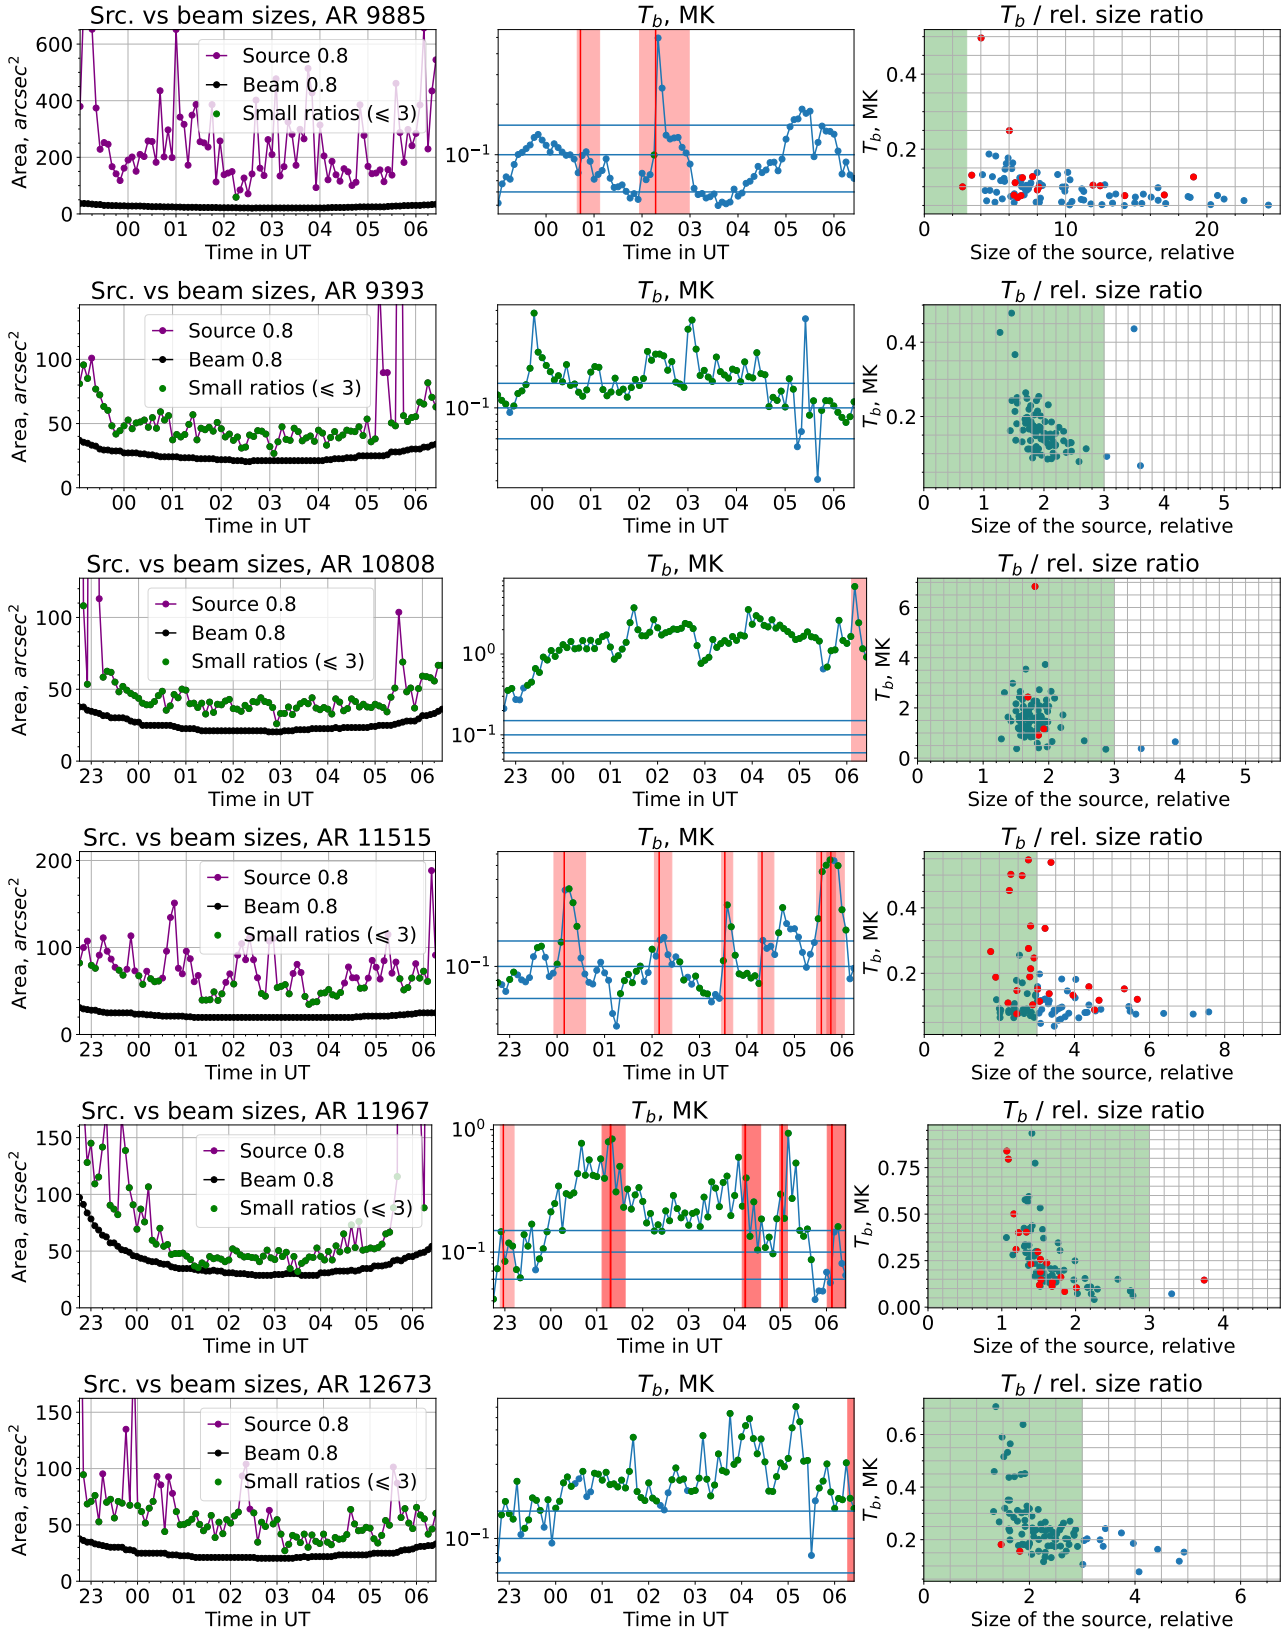 Src. vs beam sizes, AR 9885
Area, arcsec²
600
400
200
0
Source 0.8
Beam 0.8
Small ratios (⩽ 3)
00 01 02 03 04 05 06
Time in UT
T_b, MK
10⁻¹
00 01 02 03 04 05 06
Time in UT
T_b / rel. size ratio
T_b, MK
0.4
0.2
0 10 20
Size of the source, relative
Src. vs beam sizes, AR 9393
Area, arcsec²
100
50
0
Source 0.8
Beam 0.8
Small ratios (⩽ 3)
00 01 02 03 04 05 06
Time in UT
T_b, MK
10⁻¹
00 01 02 03 04 05 06
Time in UT
T_b / rel. size ratio
T_b, MK
0.4
0.2
0 1 2 3 4 5
Size of the source, relative
Src. vs beam sizes, AR 10808
Area, arcsec²
100
50
0
Source 0.8
Beam 0.8
Small ratios (⩽ 3)
23 00 01 02 03 04 05 06
Time in UT
T_b, MK
10⁰
10⁻¹
23 00 01 02 03 04 05 06
Time in UT
T_b / rel. size ratio
T_b, MK
6
4
2
0
0 1 2 3 4 5
Size of the source, relative
Src. vs beam sizes, AR 11515
Area, arcsec²
200
100
0
Source 0.8
Beam 0.8
Small ratios (⩽ 3)
23 00 01 02 03 04 05 06
Time in UT
T_b, MK
10⁻¹
23 00 01 02 03 04 05 06
Time in UT
T_b / rel. size ratio
T_b, MK
0.4
0.2
0 2 4 6 8
Size of the source, relative
Src. vs beam sizes, AR 11967
Area, arcsec²
150
100
50
0
Source 0.8
Beam 0.8
Small ratios (⩽ 3)
23 00 01 02 03 04 05 06
Time in UT
T_b, MK
10⁰
10⁻¹
23 00 01 02 03 04 05 06
Time in UT
T_b / rel. size ratio
T_b, MK
0.75
0.50
0.25
0.00
0 1 2 3 4
Size of the source, relative
Src. vs beam sizes, AR 12673
Area, arcsec²
150
100
50
0
Source 0.8
Beam 0.8
Small ratios (⩽ 3)
23 00 01 02 03 04 05 06
Time in UT
T_b, MK
10⁻¹
23 00 01 02 03 04 05 06
Time in UT
T_b / rel. size ratio
T_b, MK
0.6
0.4
0.2
0 2 4 6
Size of the source, relative